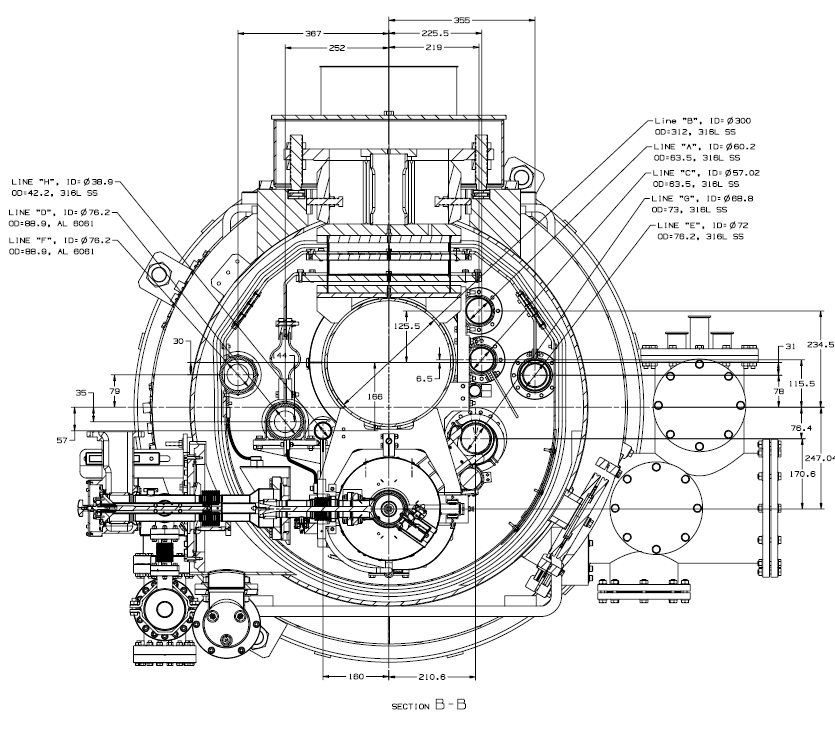 355
367
225.5
252
219
Line "B", ID=Ø300
OD=312, 316L SS
LINE "A", ID=Ø60.2
OD=63.5, 316L SS
LINE "C", ID=Ø57.02
OD=63.5, 316L SS
LINE "G", ID=Ø68.8
OD=73, 316L SS
LINE "E", ID=Ø72
OD=76.2, 316L SS
LINE "H", ID=Ø38.9
OD=42.2, 316L SS
LINE "D", ID=Ø76.2
OD=88.9, AL 6061
LINE "F", ID=Ø76.2
OD=88.9, AL 6061
125.5
234.5
30
44
31
6.5
115.5
35
79
166
78
57
76.4
247.04
170.6
160
210.6
SECTION B-B